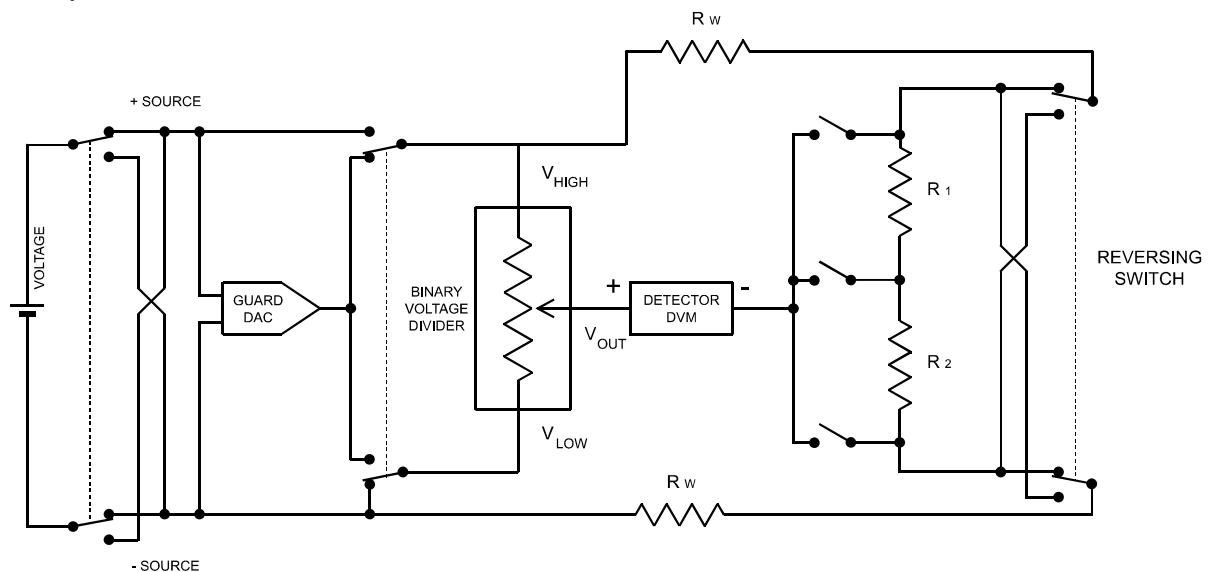 R W
+ SOURCE
VOLTAGE
GUARD
DAC
V HIGH
BINARY
VOLTAGE
DIVIDER
+
DETECTOR
DVM
-
V OUT
V LOW
R 1
R 2
REVERSING
SWITCH
R W
- SOURCE